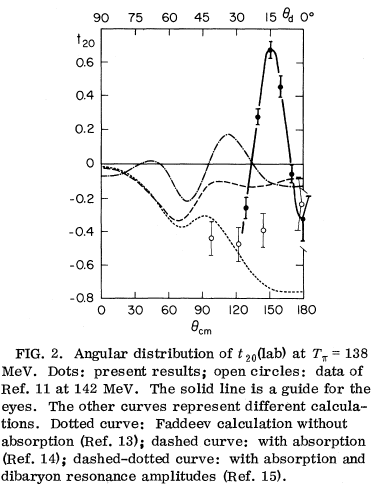 90 75 60 45 30 15 θd 0°
t20
0.6
0.2
0
-0.2
-0.4
-0.6
-0.8
0 30 60 90 120 150 180
θcm
FIG. 2. Angular distribution of t20(lab) at Tπ = 138
MeV. Dots: present results; open circles: data of
Ref. 11 at 142 MeV. The solid line is a guide for the
eyes. The other curves represent different calcula-
tions. Dotted curve: Faddeev calculation without
absorption (Ref. 13); dashed curve: with absorption
(Ref. 14); dashed-dotted curve: with absorption and
dibaryon resonance amplitudes (Ref. 15).